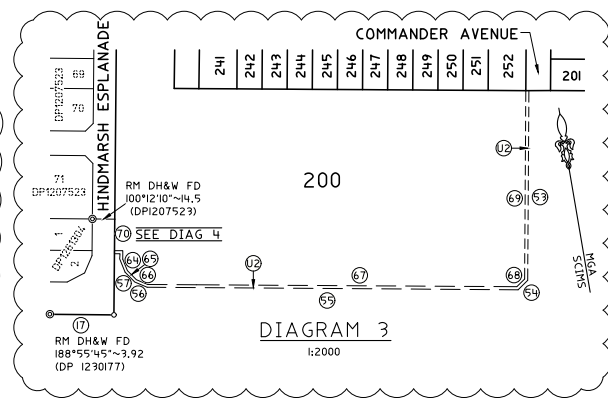 COMMANDER AVENUE
HINDMARSH ESPLANADE
69
DP1207523
70
241
242
243
244
245
246
247
248
249
250
251
252
201
U2
71
DP1207523
RM DH&W FD
100°12'10"~14.5
(DP1207523)
200
69
53
1
DP1261304
2
70
SEE DIAG 4
64
65
66
57
56
U2
67
55
68
54
MGA
SCIMS
17
RM DH&W FD
188°55'45"~3.92
(DP 1230177)
DIAGRAM 3
1:2000